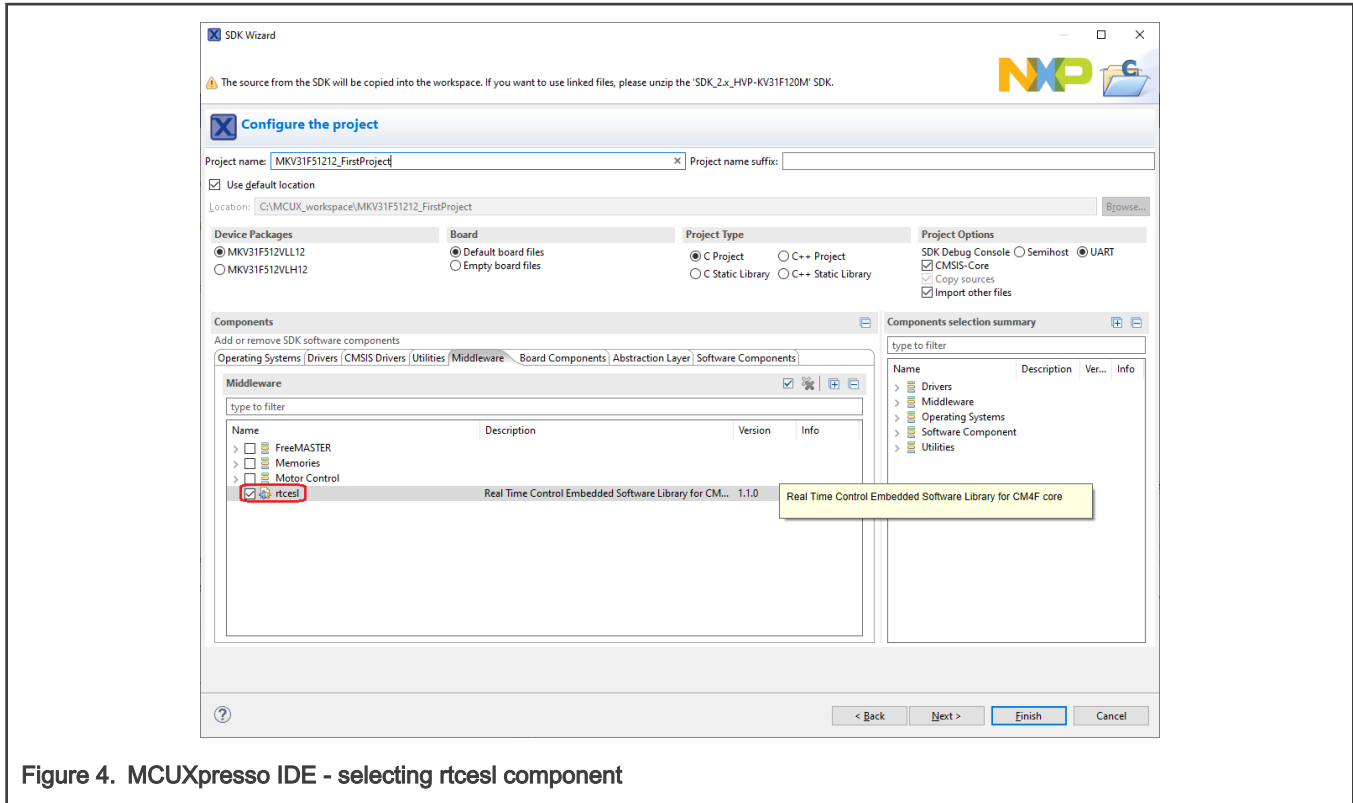 SDK Wizard
The source from the SDK will be copied into the workspace. If you want to use linked files, please unzip the 'SDK_2.x_HVP-KV31F120M' SDK.
NXP
Configure the project
Project name: MKV31F51212_FirstProject Project name suffix:
Use default location
Location: C:\MCUX_workspace\MKV31F51212_FirstProject Browse...
Device Packages Board Project Type Project Options
MKV31F512VLL12 Default board files C Project C++ Project SDK Debug Console Semihost UART
MKV31F512VLH12 Empty board files C Static Library C++ Static Library CMSIS-Core
Copy sources
Import other files
Components Components selection summary
Add or remove SDK software components
type to filter
Operating Systems Drivers CMSIS Drivers Utilities Middleware Board Components Abstraction Layer Software Components
Name Description Ver... Info
Middleware
Drivers
type to filter
Middleware
Operating Systems
Name Description Version Info
Software Component
FreeMASTER
Utilities
Memories
Motor Control
rtcesl Real Time Control Embedded Software Library for CM... 1.1.0
Real Time Control Embedded Software Library for CM4F core
< Back Next > Finish Cancel
Figure 4. MCUXpresso IDE - selecting rtcesl component